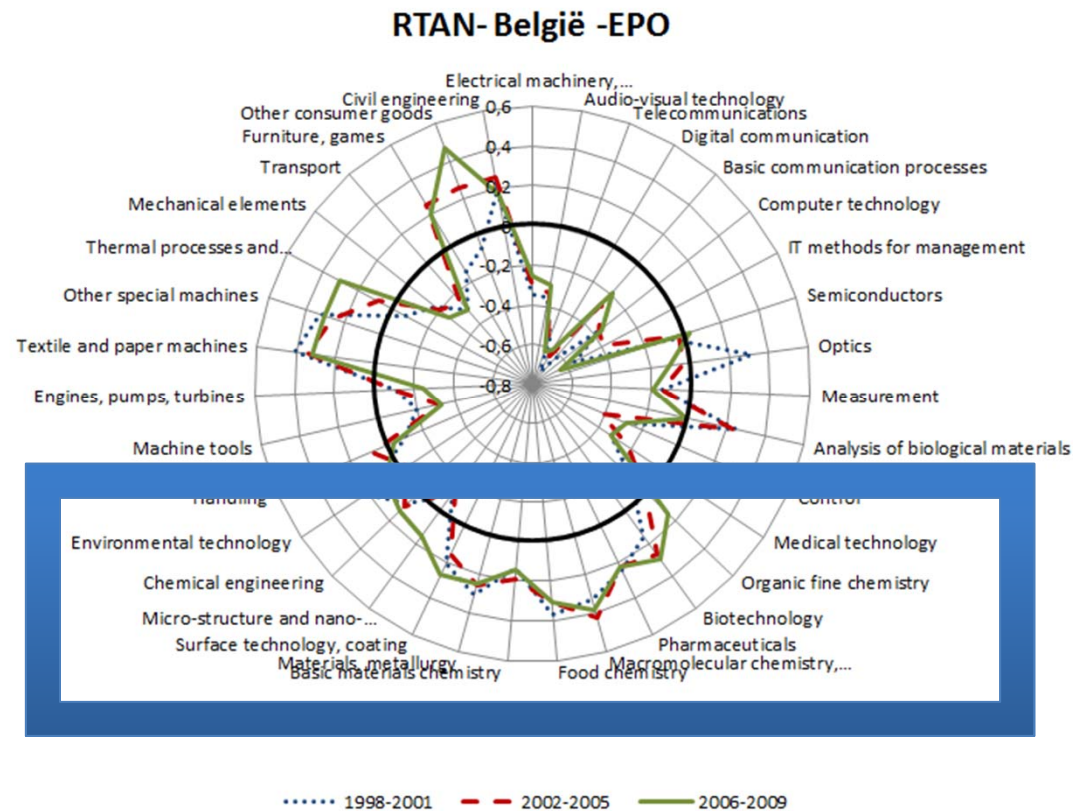 RTAN- België -EPO
Electrical machinery,...
Audio-visual technology
Telecommunications
Digital communication
Basic communication processes
Computer technology
IT methods for management
Semiconductors
Optics
Measurement
Analysis of biological materials
Control
Medical technology
Organic fine chemistry
Biotechnology
Pharmaceuticals
Macromolecular chemistry,...
Food chemistry
Basic materials chemistry
Materials, metallurgy
Surface technology, coating
Micro-structure and nano-...
Chemical engineering
Environmental technology
Handling
Machine tools
Engines, pumps, turbines
Textile and paper machines
Other special machines
Thermal processes and...
Mechanical elements
Transport
Furniture, games
Other consumer goods
Civil engineering
0,6
0,4
0,2
0
-0,2
-0,4
-0,6
-0,8
1998-2001
2002-2005
2006-2009